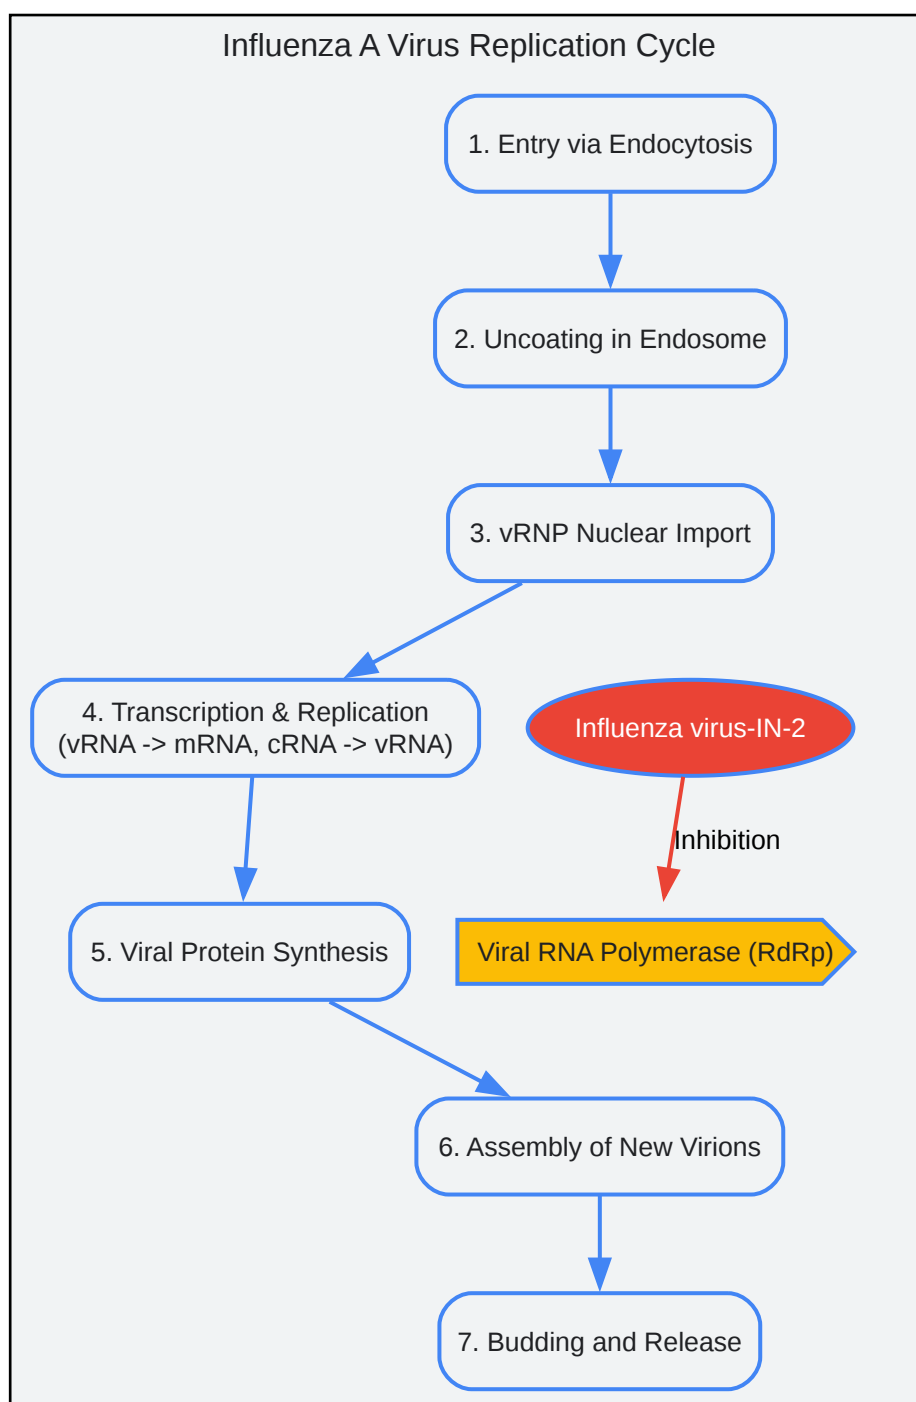 Influenza A Virus Replication Cycle
1. Entry via Endocytosis
2. Uncoating in Endosome
3. vRNP Nuclear Import
4. Transcription & Replication
(vRNA -> mRNA, cRNA -> vRNA)
Influenza virus-IN-2
Inhibition
5. Viral Protein Synthesis
Viral RNA Polymerase (RdRp)
6. Assembly of New Virions
7. Budding and Release